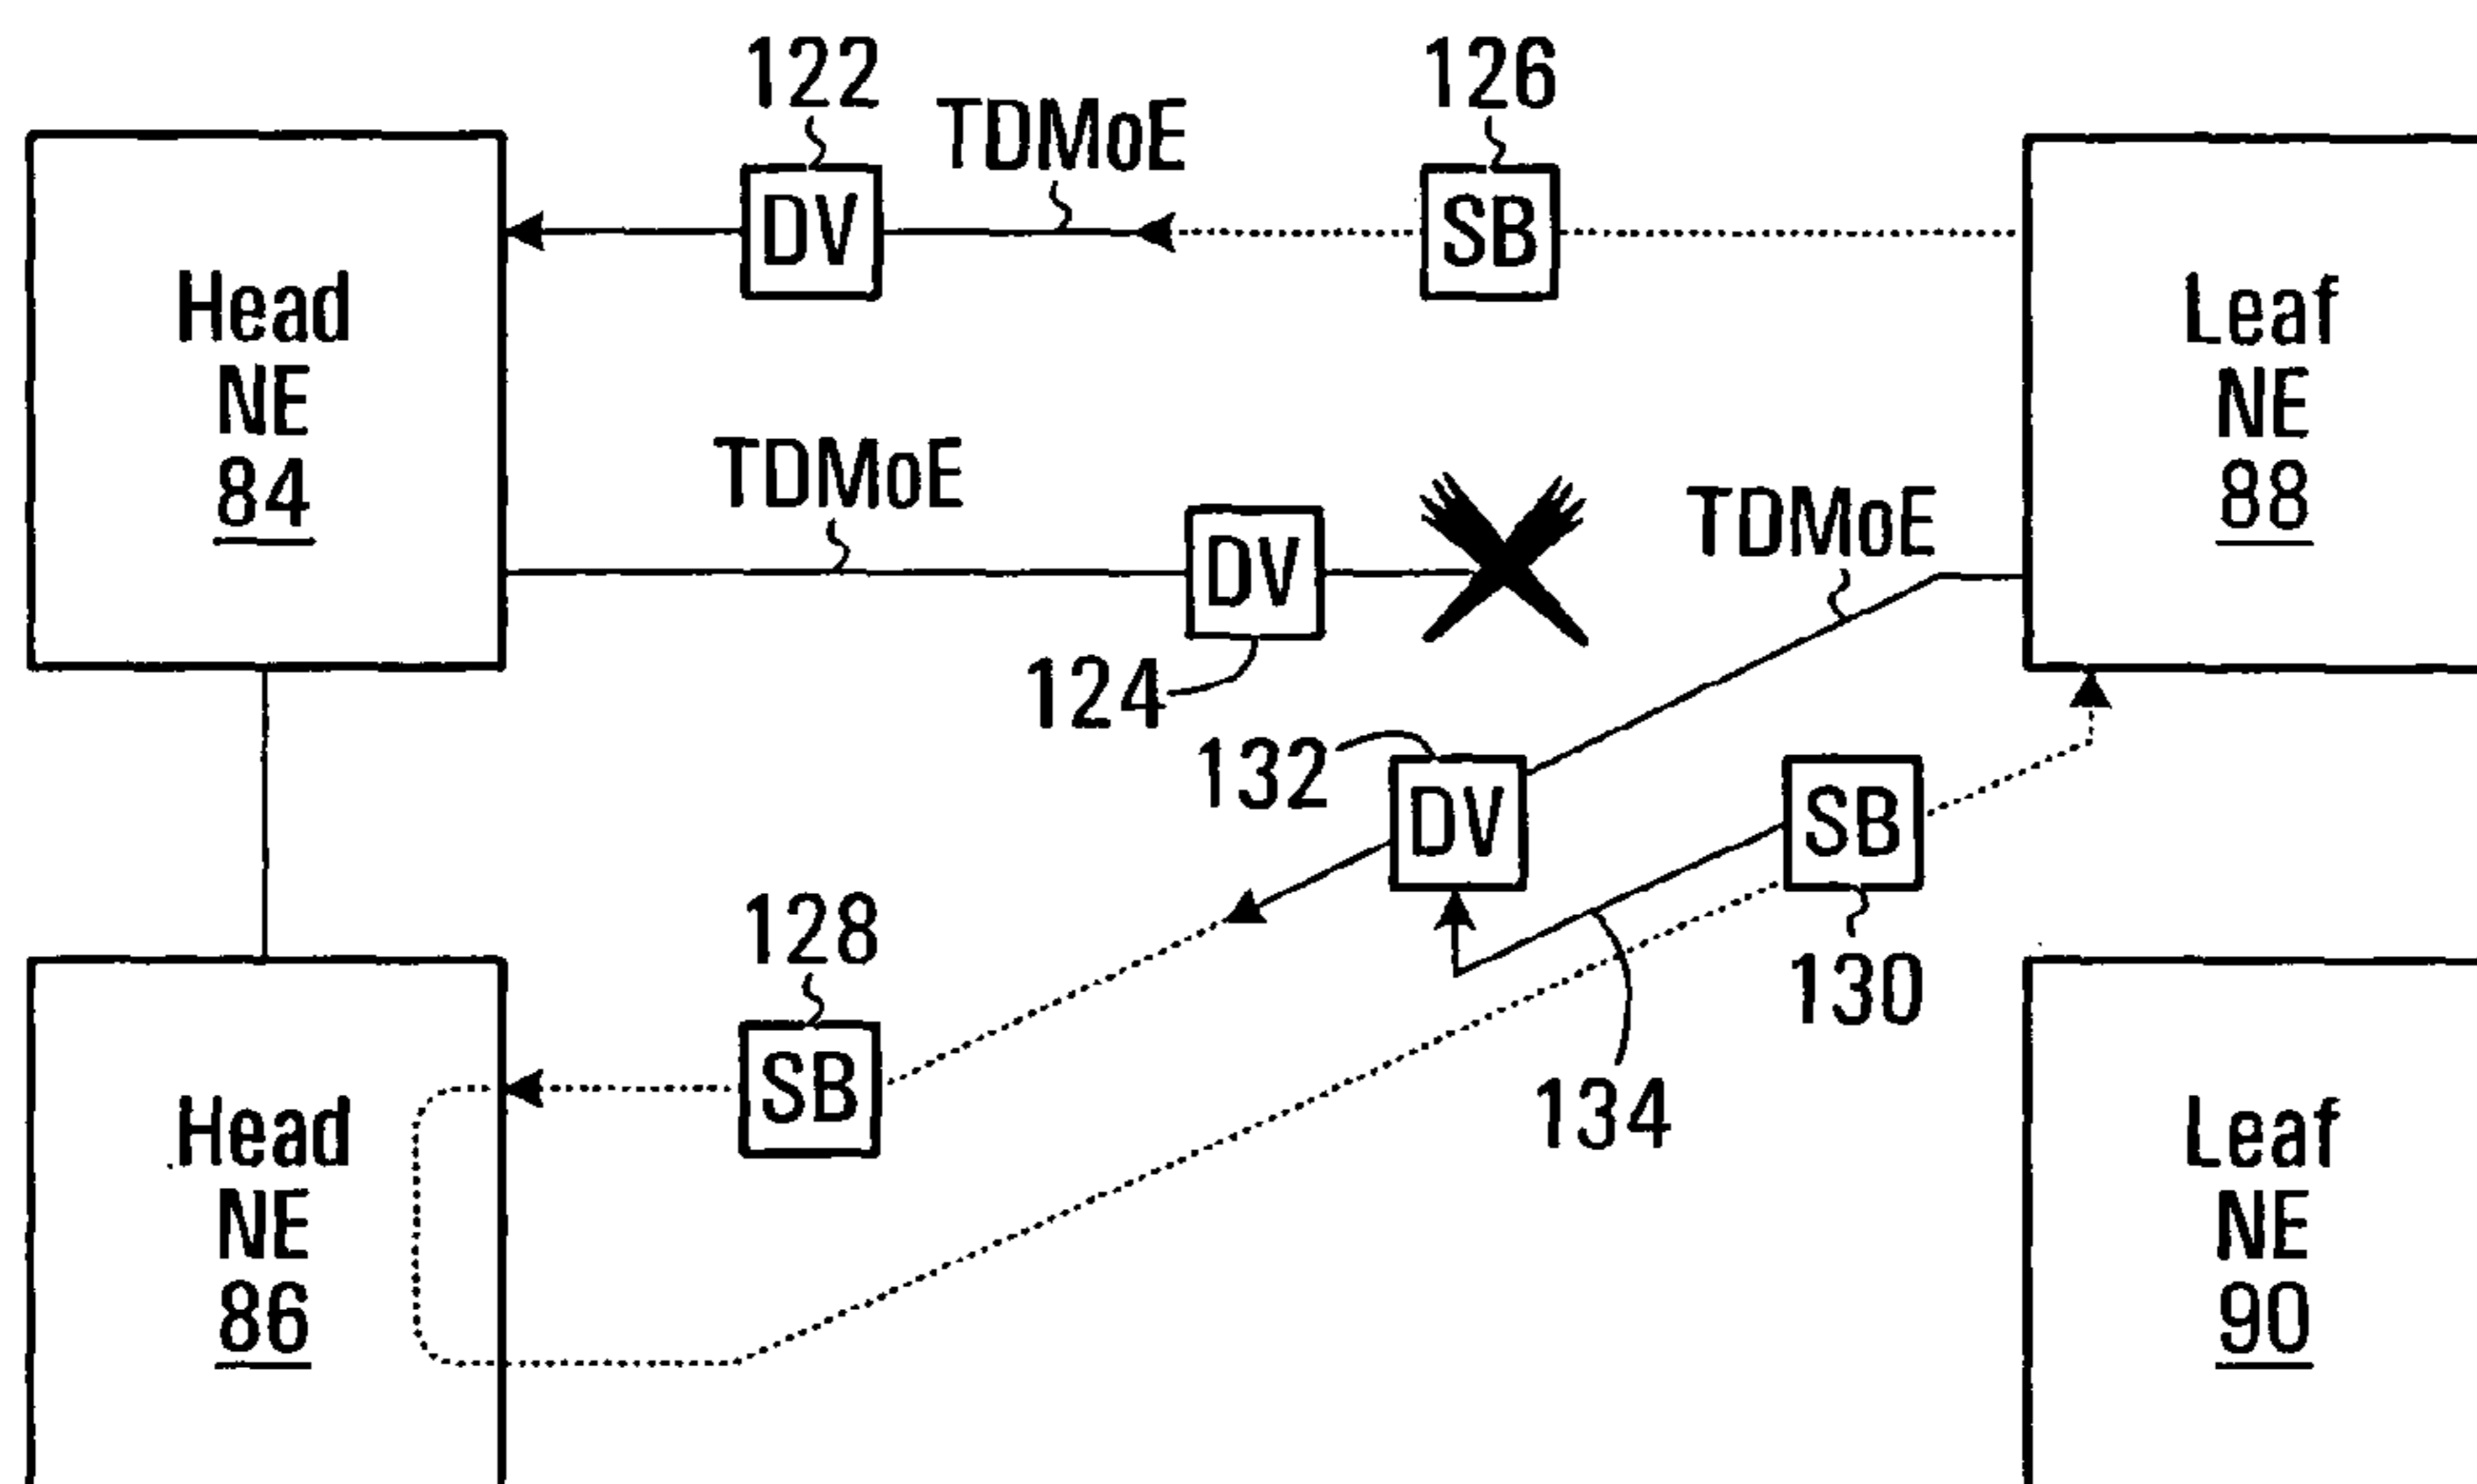 122
126
TDMoE
DV
SB
Head
NE
84
Leaf
NE
88
TDMoE
TDMoE
DV
124
132
DV
SB
128
130
SB
134
Head
NE
86
Leaf
NE
90